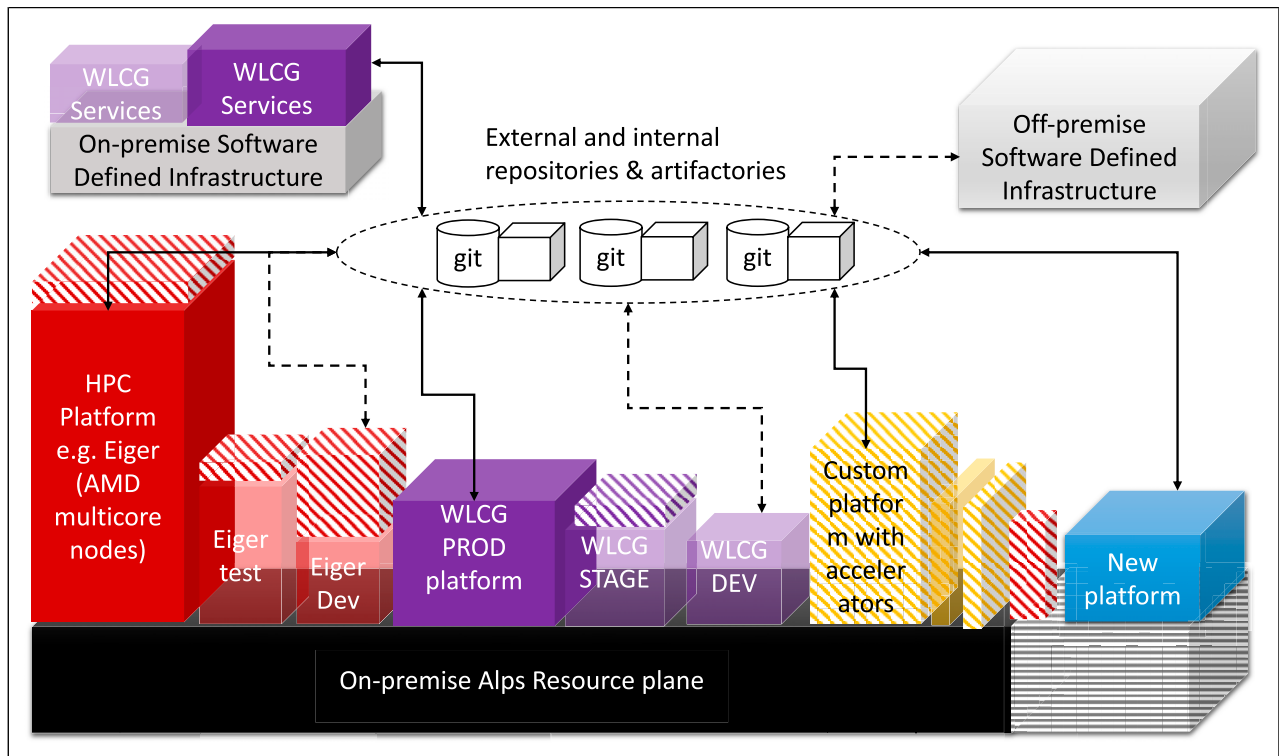 WLCG
Services
WLCG
Services
On-premise Software
Defined Infrastructure
External and internal
repositories & artifactories
Off-premise
Software Defined
Infrastructure
git
git
git
HPC
Platform
e.g. Eiger
(AMD
multicore
nodes)
Eiger
test
Eiger
Dev
WLCG
PROD
platform
WLCG
STAGE
WLCG
DEV
Custom
platfor
m with
acceler
ators
New
platform
On-premise Alps Resource plane